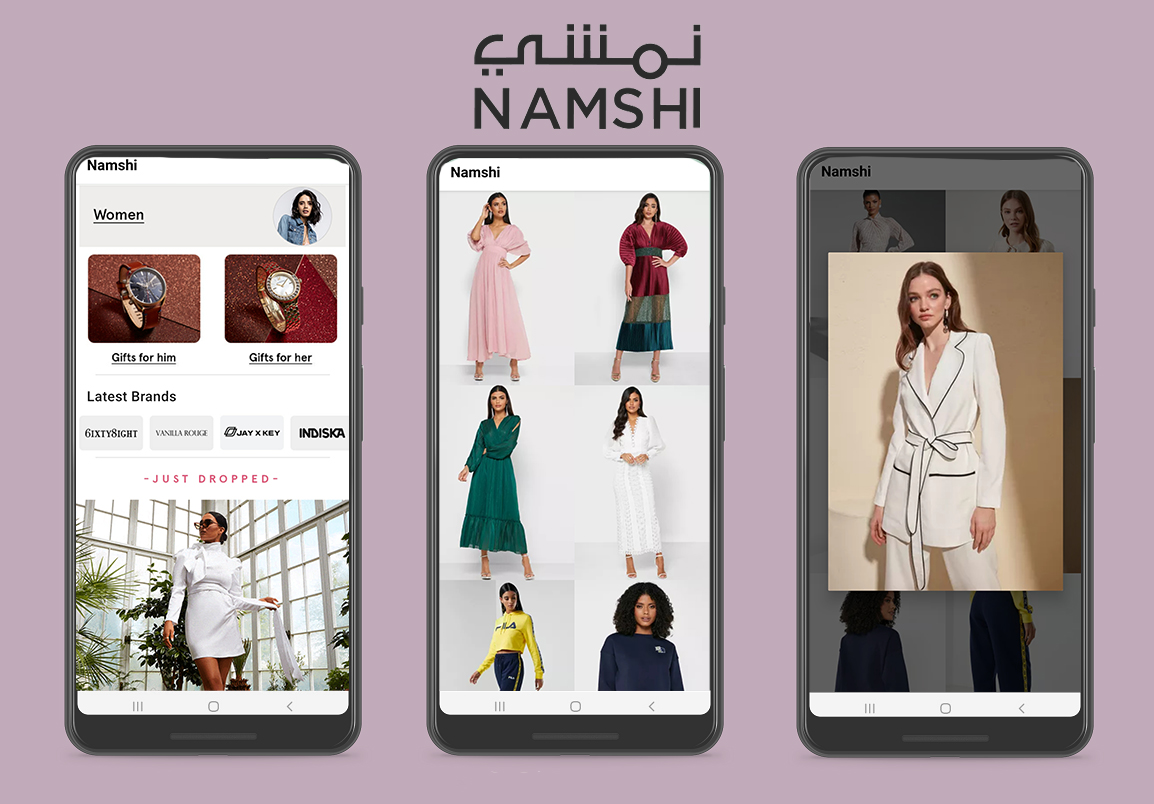 نمشي
NAMSHI
Namshi
Women
Gifts for him
Gifts for her
Latest Brands
6IXTY8IGHT
VANILLA ROUGE
JAY X KEY
INDISKA
-JUST DROPPED-
Namshi
FILA
Namshi